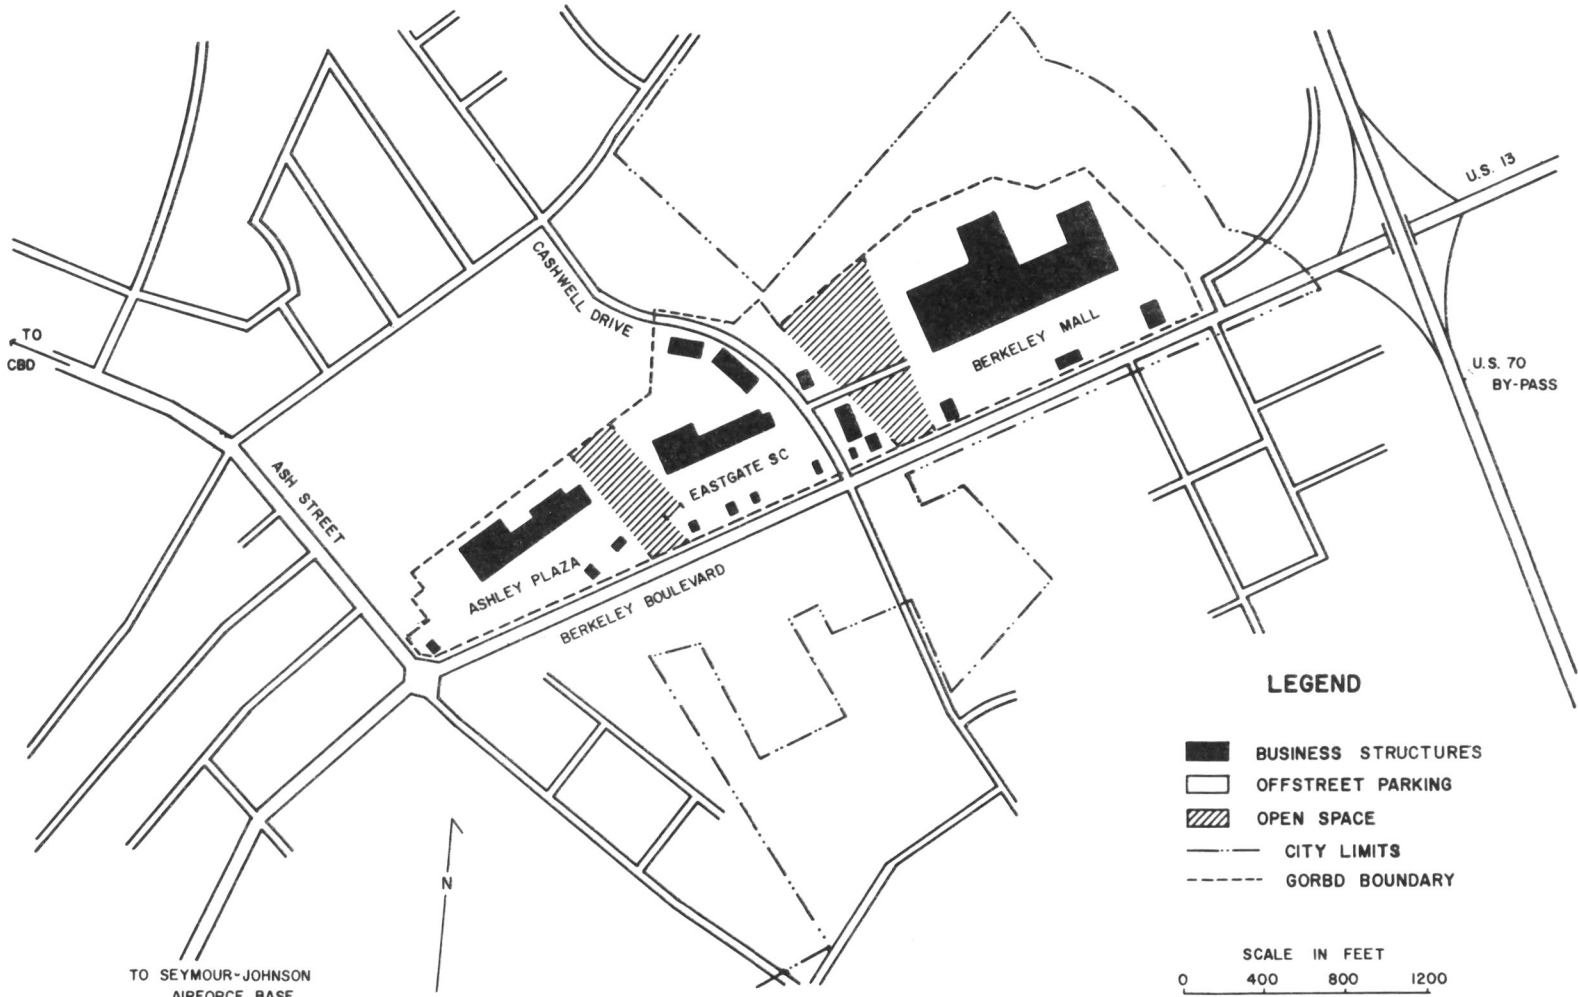 U.S. 13
CASHWELL DRIVE
TO
CBD
BERKELEY MALL
U.S. 70
BY-PASS
ASH STREET
EASTGATE SC
ASHLEY PLAZA
BERKELEY BOULEVARD
LEGEND
BUSINESS STRUCTURES
OFFSTREET PARKING
OPEN SPACE
CITY LIMITS
GORBD BOUNDARY
N
SCALE IN FEET
0 400 800 1200
TO SEYMOUR-JOHNSON
AIRFORCE BASE